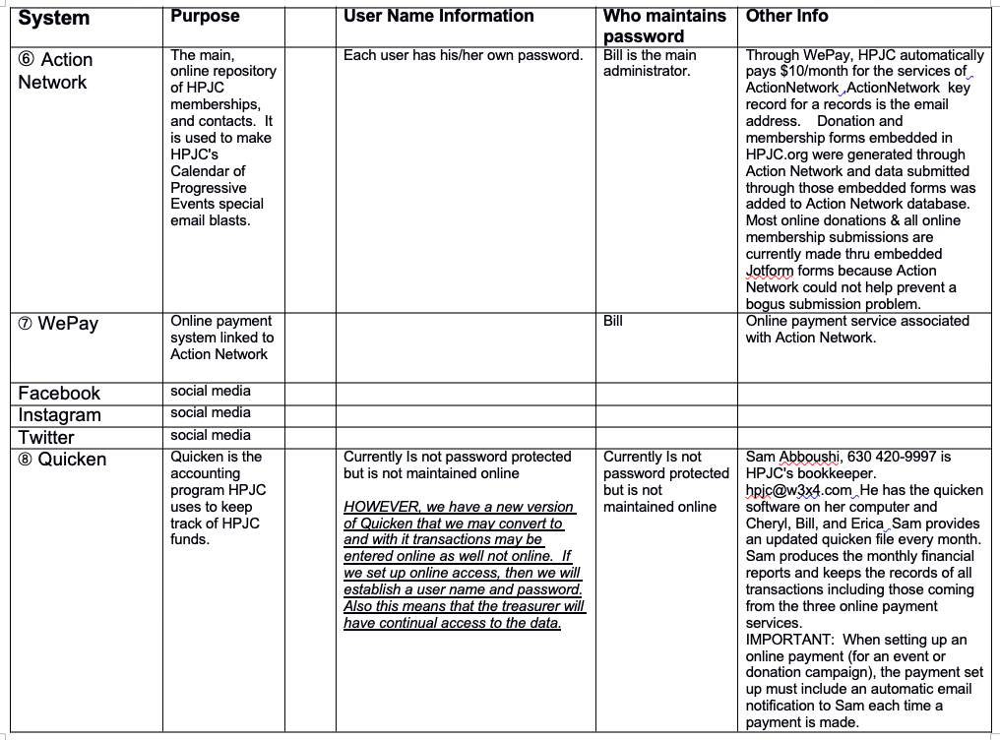 System
Purpose
User Name Information
Who maintains
password
Other Info
⑥ Action
Network
The main,
online repository
of HPJC
memberships,
and contacts.  It
is used to make
HPJC's
Calendar of
Progressive
Events special
email blasts.
Each user has his/her own password.
Bill is the main
administrator.
Through WePay, HPJC automatically
pays $10/month for the services of
ActionNetwork ,ActionNetwork  key
record for a records is the email
address.    Donation and
membership forms embedded in
HPJC.org were generated through
Action Network and data submitted
through those embedded forms was
added to Action Network database.
Most online donations & all online
membership submissions are
currently made thru embedded
Jotform forms because Action
Network could not help prevent a
bogus submission problem.
⑦ WePay
Online payment
system linked to
Action Network
Bill
Online payment service associated
with Action Network.
Facebook
social media
Instagram
social media
Twitter
social media
⑧ Quicken
Quicken is the
accounting
program HPJC
uses to keep
track of HPJC
funds.
Currently Is not password protected
but is not maintained online
HOWEVER, we have a new version
of Quicken that we may convert to
and with it transactions may be
entered online as well not online.  If
we set up online access, then we will
establish a user name and password.
Also this means that the treasurer will
have continual access to the data.
Currently Is not
password protected
but is not
maintained online
Sam Abboushi, 630 420-9997 is
HPJC's bookkeeper.
hpjc@w3x4.com  He has the quicken
software on her computer and
Cheryl, Bill, and Erica  Sam provides
an updated quicken file every month.
Sam produces the monthly financial
reports and keeps the records of all
transactions including those coming
from the three online payment
services.
IMPORTANT:  When setting up an
online payment (for an event or
donation campaign), the payment set
up must include an automatic email
notification to Sam each time a
payment is made.